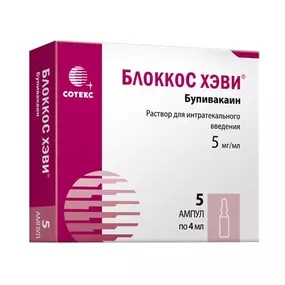 СОТЕКС
БЛОККОС ХЭВИ®
Бупивакаин
Раствор для интратекального
введения
5 мг/мл
5
АМПУЛ
по 4 мл
5
АМПУЛ